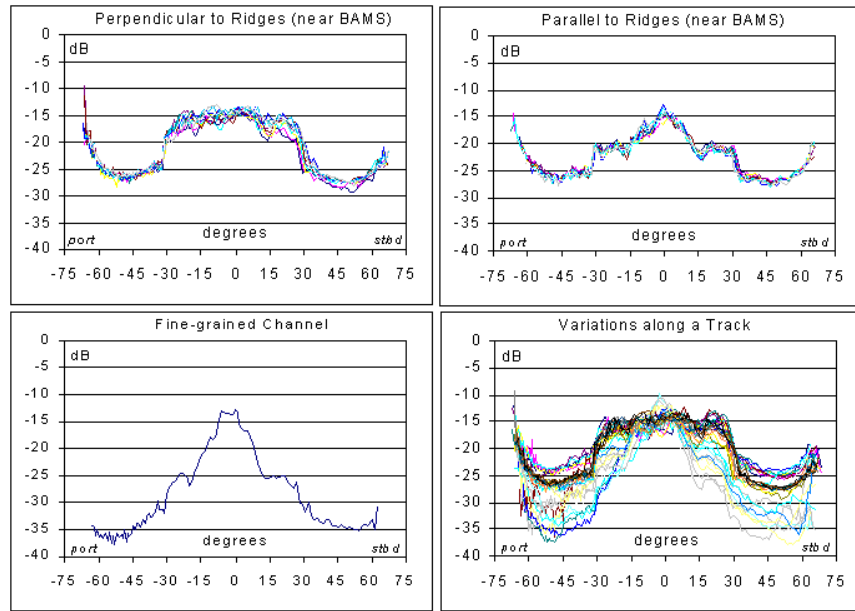 Perpendicular to Ridges (near BAMS)
0
dB
-5
-10
-15
-20
-25
-30
-35
-40
port
degrees
stbd
-75 -60 -45 -30 -15 0 15 30 45 60 75
Parallel to Ridges (near BAMS)
0
dB
-5
-10
-15
-20
-25
-30
-35
-40
port
degrees
stbd
-75 -60 -45 -30 -15 0 15 30 45 60 75
Fine-grained Channel
0
dB
-5
-10
-15
-20
-25
-30
-35
-40
port
degrees
stbd
-75 -60 -45 -30 -15 0 15 30 45 60 75
Variations along a Track
0
dB
-5
-10
-15
-20
-25
-30
-35
-40
port
degrees
stbd
-75 -60 -45 -30 -15 0 15 30 45 60 75